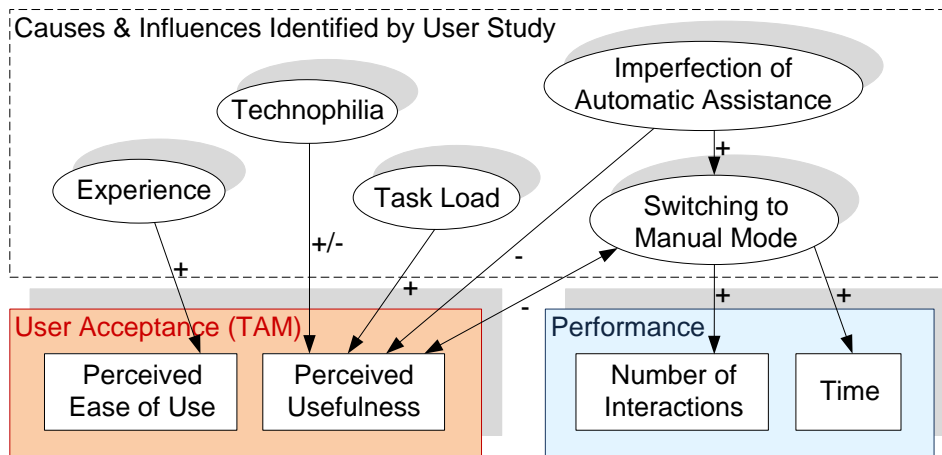 Causes & Influences Identified by User Study
Imperfection of
Automatic Assistance
Technophilia
+
Experience
Task Load
Switching to
Manual Mode
+/-
-
+
+
-
+
+
User Acceptance (TAM)
Performance
Perceived
Ease of Use
Perceived
Usefulness
Number of
Interactions
Time